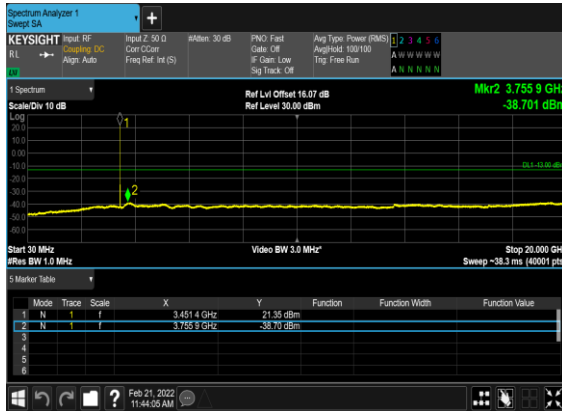 Spectrum Analyzer 1
Swept SA
+
KEYSIGHT Input: RF Input Z: 50 Ω #Atten: 30 dB PNO: Fast Avg Type: Power (RMS) 1 2 3 4 5 6
RL Coupling: DC Corr CCorr Gate: Off Avg|Hold: 100/100 A W W W W W
Align: Auto Freq Ref: Int (S) IF Gain: Low Trig: Free Run
LXI Sig Track: Off A N N N N N
1 Spectrum Ref Lvl Offset 16.07 dB Mkr2 3.755 9 GHz
Scale/Div 10 dB Ref Level 30.00 dBm -38.701 dBm
Log
20.0
10.0
0.00
-10.0
-20.0
-30.0
-40.0
-50.0
-60.0
1
DL1 -13.00 dBm
2
Start 30 MHz Video BW 3.0 MHz* Stop 20.000 GHz
#Res BW 1.0 MHz Sweep ~38.3 ms (40001 pts)
5 Marker Table
Mode Trace Scale X Y Function Function Width Function Value
1 N 1 f 3.451 4 GHz 21.35 dBm
2 N 1 f 3.755 9 GHz -38.70 dBm
3
4
5
6
? Feb 21, 2022
11:44:05 AM